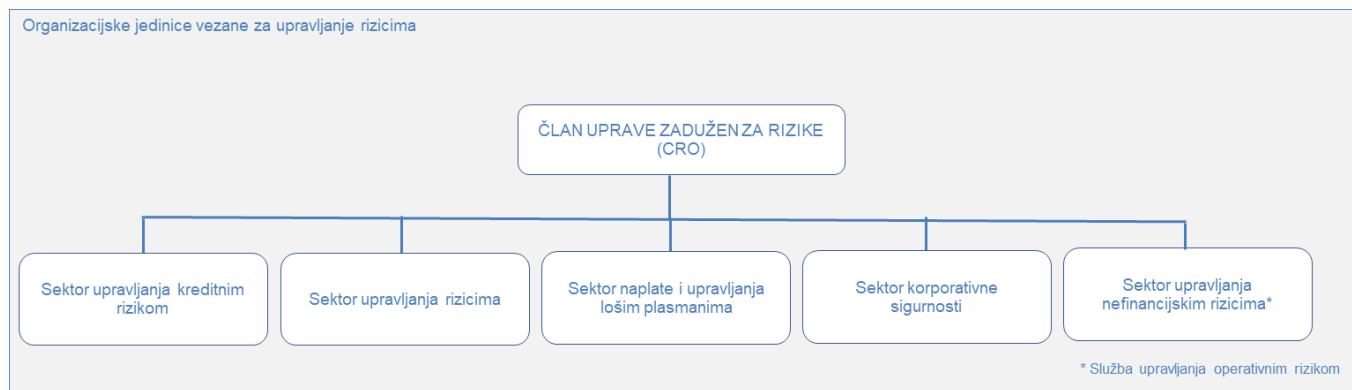 Organizacijske jedinice vezane za upravljanje rizicima
ČLAN UPRAVE ZADUŽEN ZA RIZIKE
(CRO)
Sektor upravljanja kreditnim
rizikom
Sektor upravljanja rizicima
Sektor naplate i upravljanja
lošim plasmanima
Sektor korporativne
sigurnosti
Sektor upravljanja
nefinancijskim rizicima*
* Služba upravljanja operativnim rizikom